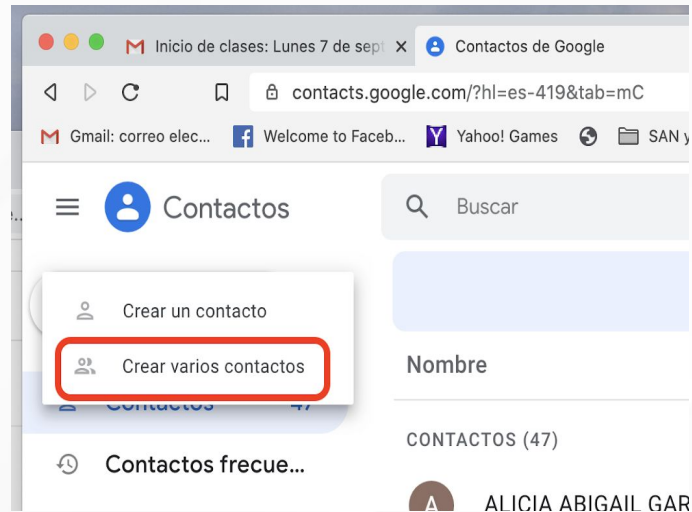 Inicio de clases: Lunes 7 de sept
Contactos de Google
contacts.google.com/?hl=es-419&tab=mC
Gmail: correo elec... Welcome to Faceb... Yahoo! Games SAN y
Contactos
Buscar
Crear un contacto
Crear varios contactos
Nombre
Contactos 47
CONTACTOS (47)
Contactos frecue...
A ALICIA ABIGAIL GAR